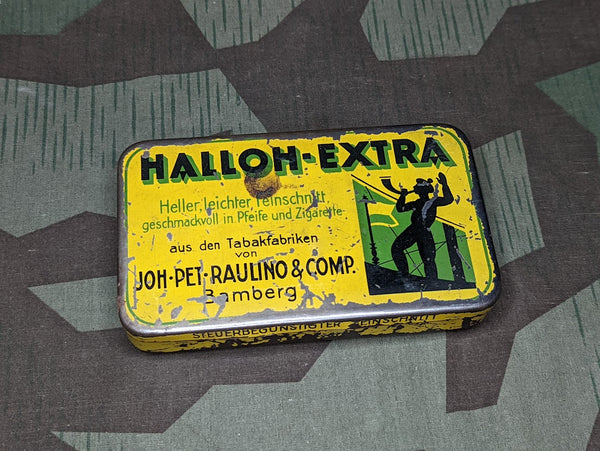 HALLOH-EXTRA
Heller, leichter Feinschnitt,
geschmackvoll in Pfeife und Zigarette
aus den Tabakfabriken
von
JOH·PET·RAULINO & COMP.
Bamberg
STEUERBEGÜNSTIGTER FEINSCHNITT